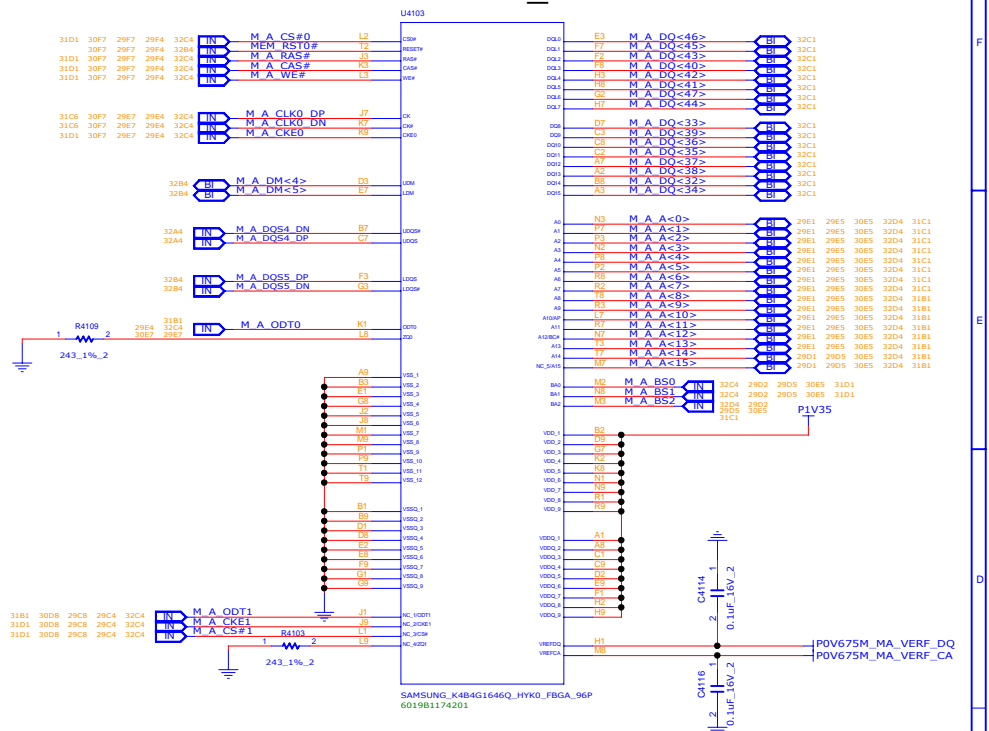 U4103
31D1 30F7 29F7 29F4 32C4 IN M_A_CS#0 L2 CS0#
30F7 29F7 29F4 32B4 IN MEM_RST0# T2 RESET#
31D1 30F7 29F7 29F4 32C4 IN M_A_RAS# J3 RAS#
31D1 30F7 29F7 29F4 32C4 IN M_A_CAS# K3 CAS#
31D1 30F7 29F7 29F4 32C4 IN M_A_WE# L3 WE#
31C6 30F7 29E7 29E4 32C4 IN M_A_CLK0_DP J7 CK
31C6 30F7 29E7 29E4 32C4 IN M_A_CLK0_DN K7 CK#
31D1 30F7 29E7 29E4 32C4 IN M_A_CKE0 K9 CKE0
32B4 BI M_A_DM<4> D3 UDM
32B4 BI M_A_DM<5> E7 LDM
32A4 IN M_A_DQS4_DN B7 UDQS#
32A4 IN M_A_DQS4_DP C7 UDQS
32B4 IN M_A_DQS5_DP F3 LDQS
32B4 IN M_A_DQS5_DN G3 LDQS#
31B1
29E4 32C4
30E7 29E7
IN M_A_ODT0 K1 ODT0
L8 ZQ0
R4109
1 2
243_1%_2
A9 VSS_1
B3 VSS_2
E1 VSS_3
G8 VSS_4
J2 VSS_5
J8 VSS_6
M1 VSS_7
M9 VSS_8
P1 VSS_9
P9 VSS_10
T1 VSS_11
T9 VSS_12
B1 VSSQ_1
B9 VSSQ_2
D1 VSSQ_3
D8 VSSQ_4
E2 VSSQ_5
E8 VSSQ_6
F9 VSSQ_7
G1 VSSQ_8
G9 VSSQ_9
31B1 30D8 29C8 29C4 32C4 IN M_A_ODT1 J1 NC_1/ODT1
31D1 30D8 29C8 29C4 32C4 IN M_A_CKE1 J9 NC_2/CKE1
31D1 30D8 29C8 29C4 32C4 IN M_A_CS#1 L1 NC_3/CS#
L9 NC_4/ZQ1
R4103
1 2
243_1%_2
DQL0 E3 M_A_DQ<46> BI 32C1
DQL1 F7 M_A_DQ<45> BI 32C1
DQL2 F2 M_A_DQ<43> BI 32C1
DQL3 F8 M_A_DQ<40> BI 32C1
DQL4 H3 M_A_DQ<42> BI 32C1
DQL5 H8 M_A_DQ<41> BI 32C1
DQL6 G2 M_A_DQ<47> BI 32C1
DQL7 H7 M_A_DQ<44> BI 32C1
DQ8 D7 M_A_DQ<33> BI 32C1
DQ9 C3 M_A_DQ<39> BI 32C1
DQ10 C8 M_A_DQ<36> BI 32C1
DQ11 C2 M_A_DQ<35> BI 32C1
DQ12 A7 M_A_DQ<37> BI 32C1
DQ13 A2 M_A_DQ<38> BI 32C1
DQ14 B8 M_A_DQ<32> BI 32C1
DQ15 A3 M_A_DQ<34> BI 32C1
A0 N3 M_A_A<0> BI 29E1 29E5 30E5 32D4 31C1
A1 P7 M_A_A<1> BI 29E1 29E5 30E5 32D4 31C1
A2 P3 M_A_A<2> BI 29E1 29E5 30E5 32D4 31C1
A3 N2 M_A_A<3> BI 29E1 29E5 30E5 32D4 31C1
A4 P8 M_A_A<4> BI 29E1 29E5 30E5 32D4 31C1
A5 P2 M_A_A<5> BI 29E1 29E5 30E5 32D4 31C1
A6 R8 M_A_A<6> BI 29E1 29E5 30E5 32D4 31C1
A7 R2 M_A_A<7> BI 29E1 29E5 30E5 32D4 31C1
A8 T8 M_A_A<8> BI 29E1 29E5 30E5 32D4 31B1
A9 R3 M_A_A<9> BI 29E1 29E5 30E5 32D4 31C1
A10/AP L7 M_A_A<10> BI 29E1 29E5 30E5 32D4 31B1
A11 R7 M_A_A<11> BI 29E1 29E5 30E5 32D4 31B1
A12/BC# N7 M_A_A<12> BI 29E1 29E5 30E5 32D4 31B1
A13 T3 M_A_A<13> BI 29E1 29E5 30E5 32D4 31B1
A14 T7 M_A_A<14> BI 29D1 29D5 30E5 32D4 31B1
NC_5/A15 M7 M_A_A<15> BI 29D1 29D5 30E5 32D4 31B1
BA0 M2 M_A_BS0 IN 32C4 29D2 29D5 30E5 31D1
BA1 N8 M_A_BS1 IN 32C4 29D2 29D5 30E5 31D1
BA2 M3 M_A_BS2 IN 32D4 29D2
29D5 30E5
31C1
P1V35
VDD_1 B2
VDD_2 D9
VDD_3 G7
VDD_4 K2
VDD_5 K8
VDD_6 N1
VDD_7 N9
VDD_8 R1
VDD_9 R9
VDDQ_1 A1
VDDQ_2 A8
VDDQ_3 C1
VDDQ_4 C9
VDDQ_5 D2
VDDQ_6 E9
VDDQ_7 F1
VDDQ_8 H2
VDDQ_9 H9
VREFDQ H1 P0V675M_MA_VERF_DQ
VREFCA M8 P0V675M_MA_VERF_CA
C4114
1 2
0.1uF_16V_2
C4116
1 2
0.1uF_16V_2
SAMSUNG_K4B4G1646Q_HYK0_FBGA_96P
6019B1174201
F
E
D